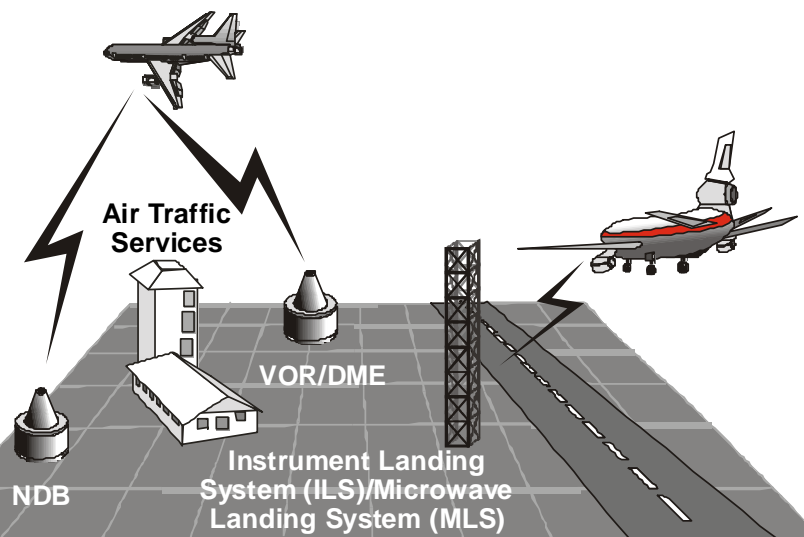 Air Traffic
Services
VOR/DME
NDB
Instrument Landing
System (ILS)/Microwave
Landing System (MLS)